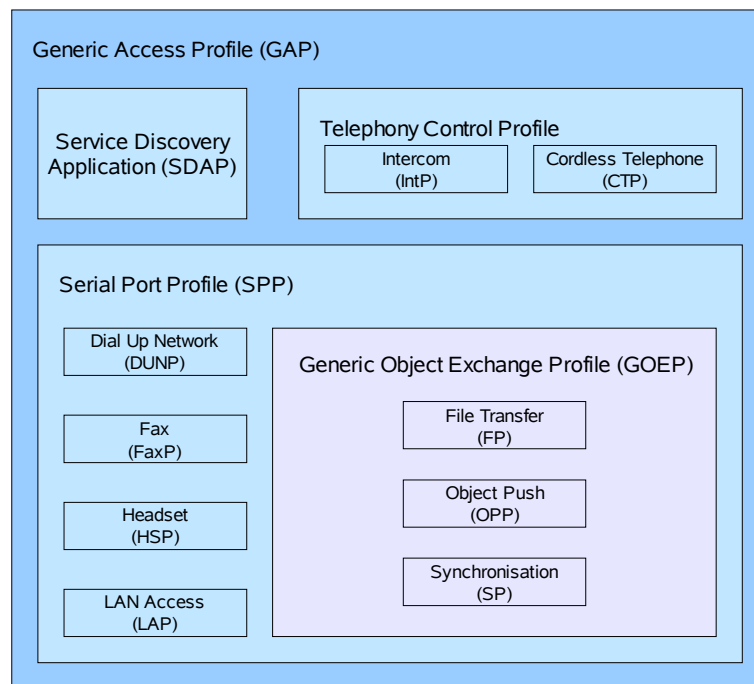 Generic Access Profile (GAP)
Service Discovery
Application (SDAP)
Telephony Control Profile
Intercom
(IntP)
Cordless Telephone
(CTP)
Serial Port Profile (SPP)
Dial Up Network
(DUNP)
Fax
(FaxP)
Headset
(HSP)
LAN Access
(LAP)
Generic Object Exchange Profile (GOEP)
File Transfer
(FP)
Object Push
(OPP)
Synchronisation
(SP)